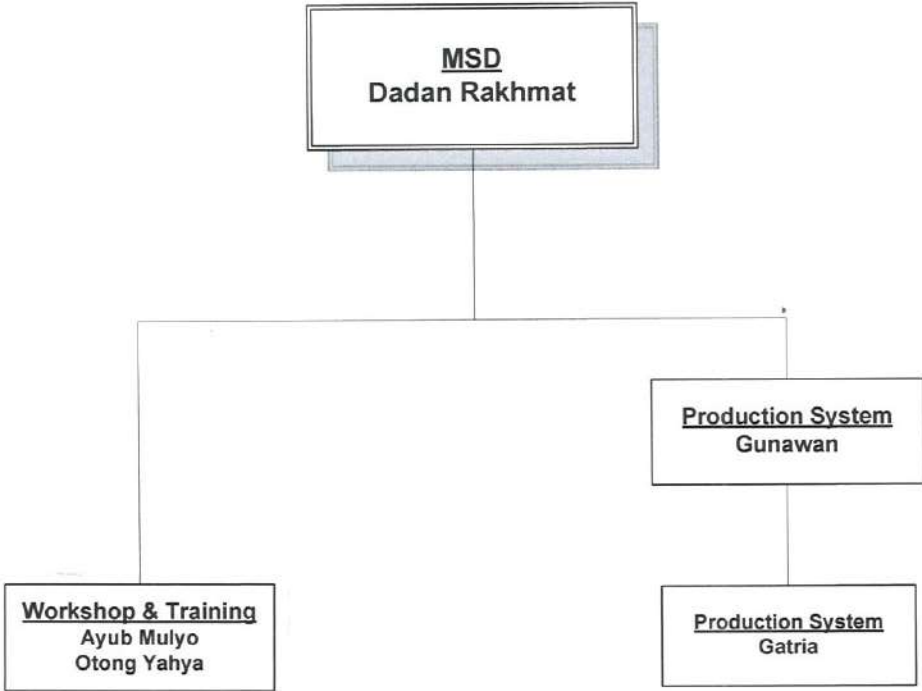 MSD
Dadan Rakhmat
Production System
Gunawan
Workshop & Training
Ayub Mulyo
Otong Yahya
Production System
Gatria